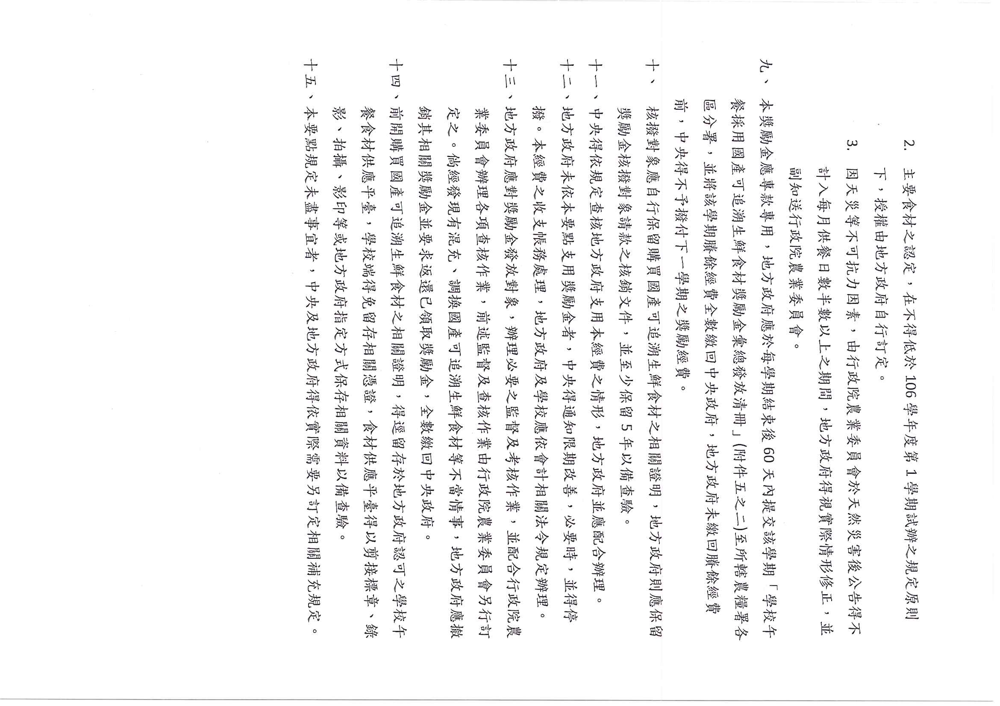 2. 主要食材之認定，在不得低於 106 學年度第 1 學期試辦之規定原則
下，授權由地方政府自行訂定。
3. 因天災等不可抗力因素，由行政院農業委員會於天然災害後公告得不
計入每月供餐日數半數以上之期間，地方政府得視實際情形修正，並
副知送行政院農業委員會。
九、本獎勵金應專款專用，地方政府應於每學期結束後 60 天內提交該學期「學校午
餐採用國產可追溯生鮮食材獎勵金彙總發放清冊」(附件五之二)至所轄農糧署各
區分署，並將該學期賸餘經費全數繳回中央政府，地方政府未繳回賸餘經費
前，中央得不予撥付下一學期之獎勵經費。
十、核撥對象應自行保留購買國產可追溯生鮮食材之相關證明，地方政府則應保留
獎勵金核撥對象請款之核銷文件，並至少保留 5 年以備查驗。
十一、中央得依規定查核地方政府支用本經費之情形，地方政府並應配合辦理。
十二、地方政府未依本要點支用獎勵金者，中央得通知限期改善，必要時，並得停
撥。本經費之收支帳務處理，地方政府及學校應依會計相關法令規定辦理。
十三、地方政府應對獎勵金發放對象，辦理必要之監督及考核作業，並配合行政院農
業委員會辦理各項查核作業，前述監督及查核作業由行政院農業委員會另行訂
定之。倘經發現有混充、調換國產可追溯生鮮食材等不當情事，地方政府應撤
銷其相關獎勵金並要求返還已領取獎勵金，全數繳回中央政府。
十四、前開購買國產可追溯生鮮食材之相關證明，得逕留存於地方政府認可之學校午
餐食材供應平臺，學校端得免留存相關憑證，食材供應平臺得以剪接標章、錄
影、拍攝、影印等或地方政府指定方式保存相關資料以備查驗。
十五、本要點規定未盡事宜者，中央及地方政府得依實際需要另訂定相關補充規定。